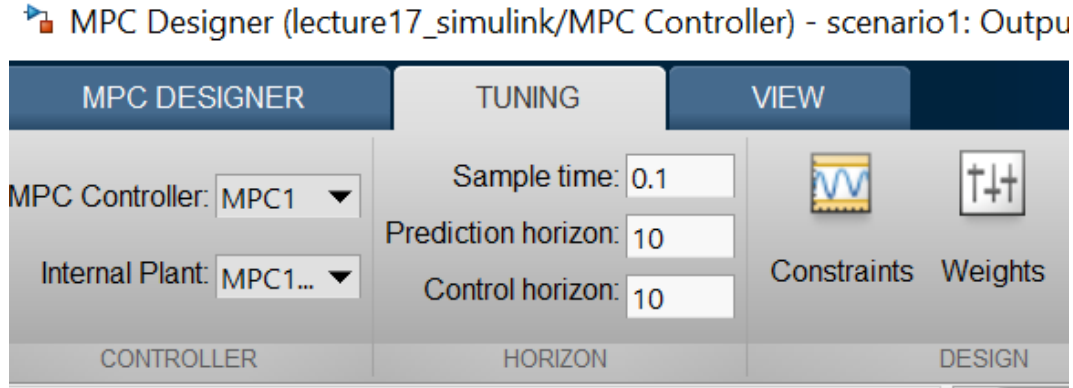 MPC Designer (lecture17_simulink/MPC Controller) - scenario1: Outpu
MPC DESIGNER TUNING VIEW
MPC Controller: MPC1
Internal Plant: MPC1...
CONTROLLER
Sample time: 0.1
Prediction horizon: 10
Control horizon: 10
HORIZON
Constraints Weights
DESIGN